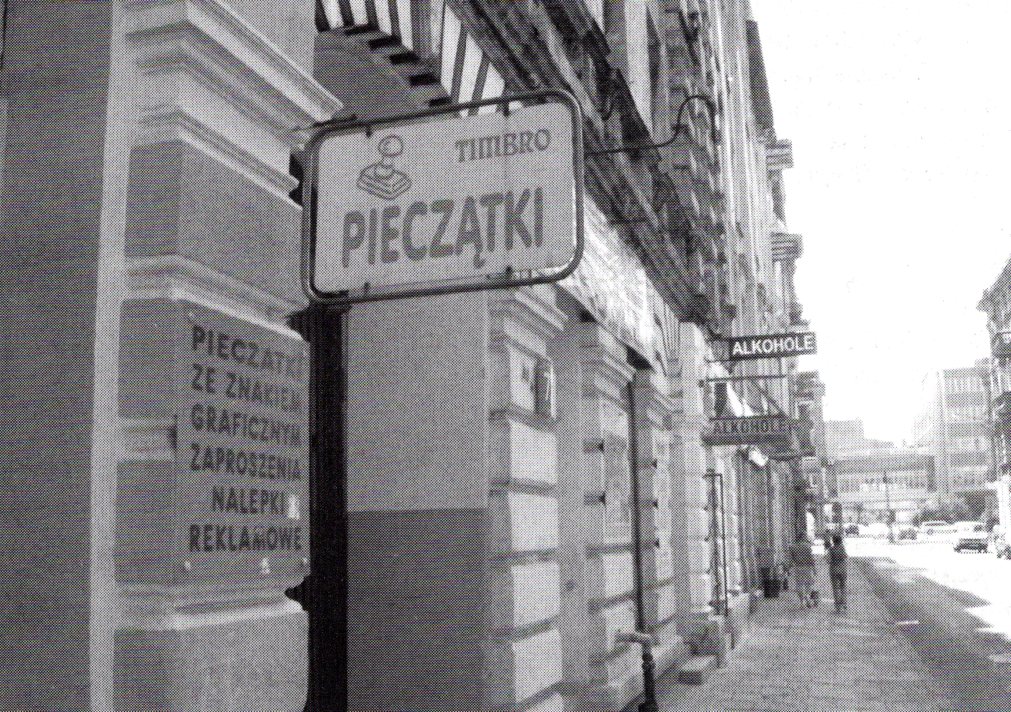 TIMBRO
PIECZĄTKI
PIECZĄTKI
ZE ZNAKIEM
GRAFICZNYM
ZAPROSZENIA
NALEPKI
REKLAMOWE
ALKOHOLE
ALKOHOLE